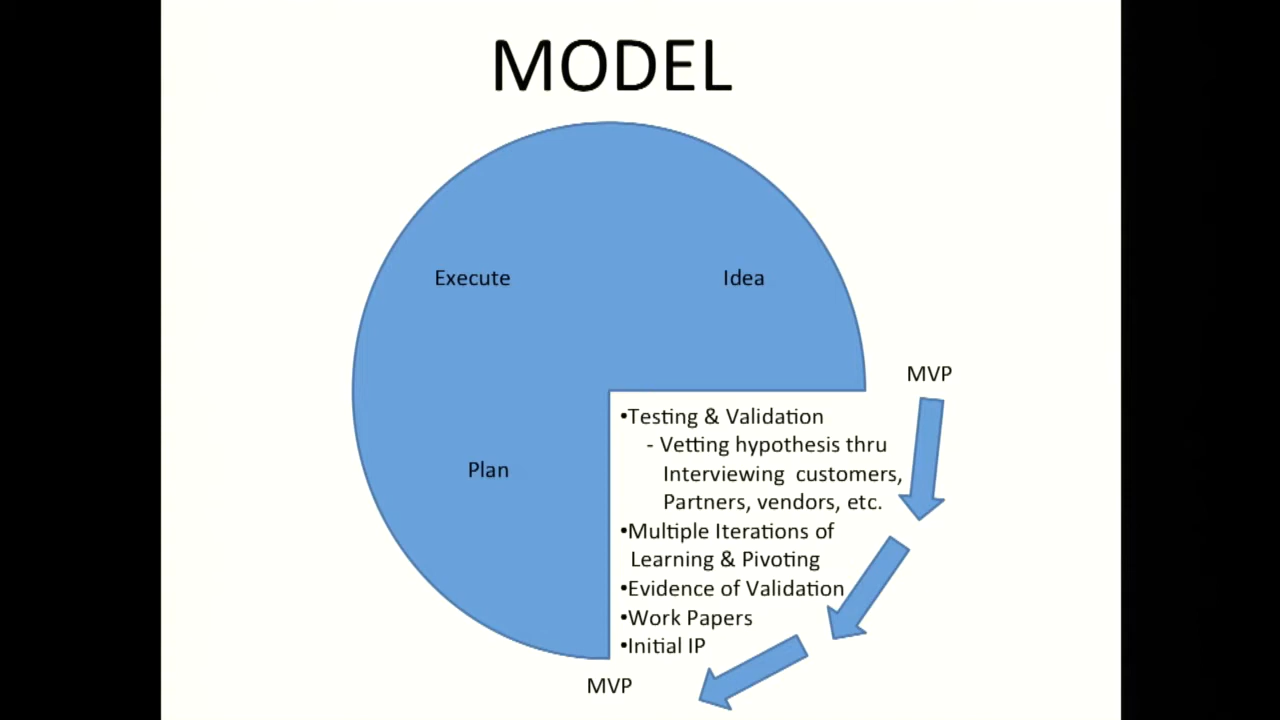 MODEL
Execute
Idea
MVP
•Testing & Validation
- Vetting hypothesis thru
Interviewing customers,
Plan
Partners, vendors, etc.
•Multiple Iterations of
Learning & Pivoting
•Evidence of Validation
•Work Papers
•Initial IP
MVP